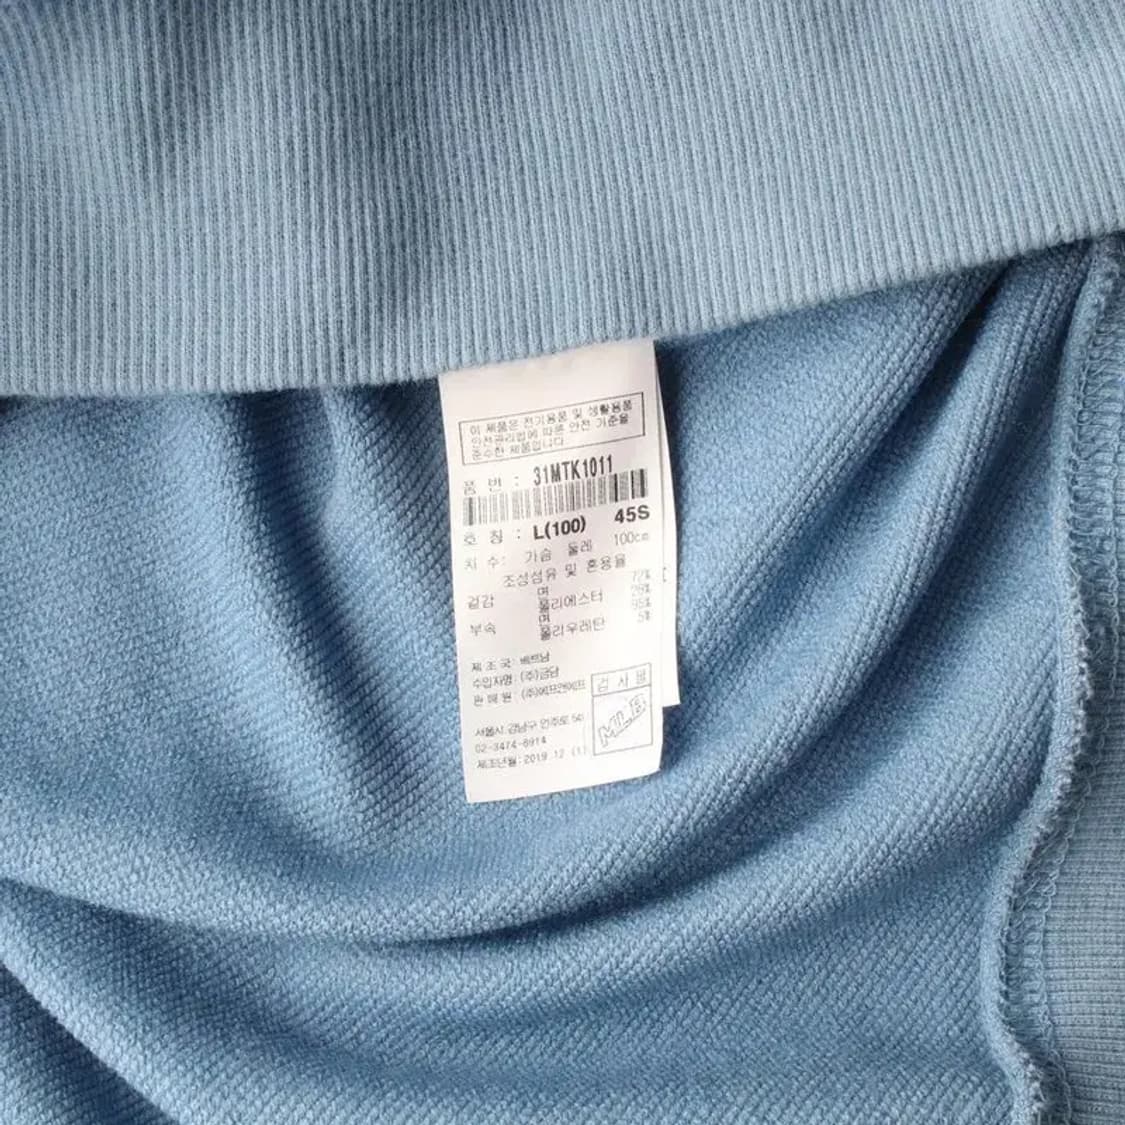 이 제품은 전기용품 및 생활용품
안전관리법에 따른 안전 기준을
준수한 제품입니다
품 번 : 31MTK1011
호 칭 : L(100) 45S
치 수: 가슴 둘레 100cm
조성섬유 및 혼용율
겉감 면 72%
폴리에스터 28%
부속 면 95%
폴리우레탄 5%
제 조 국: 베트남
수입자명: (주)금남
판 매 원: (주)에프앤에프
서울시 강남구 언주로 541
02-3474-6914
제조년월: 2019.12 (1)
검 사 필
MLB